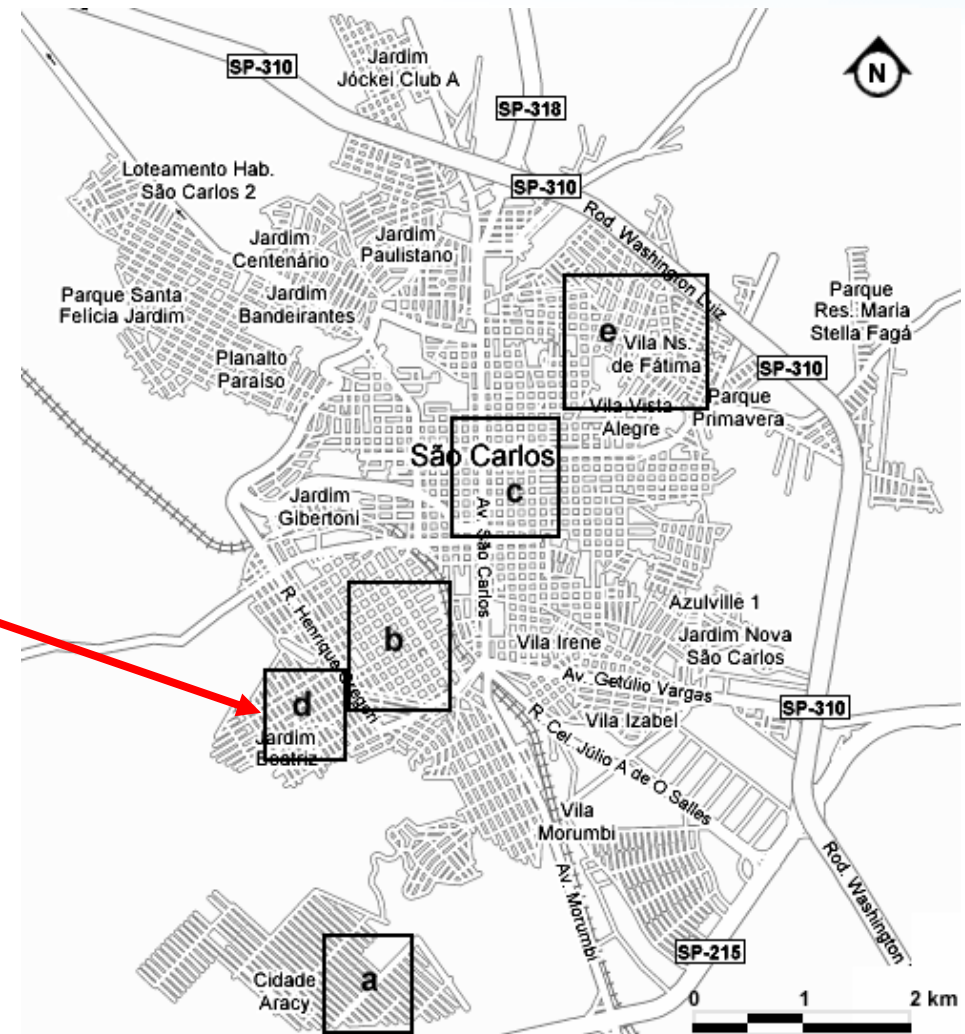 Jardim
Jóckei Club A
SP-310
N
SP-318
SP-310
Loteamento Hab.
São Carlos 2
Rod. Washington Luiz
Jardim
Centenário
Jardim
Paulistano
Parque Santa
Felícia Jardim
Jardim
Bandeirantes
Parque
Res. Maria
Stella Fagá
e
Vila Ns.
de Fátima
Planalto
Paraíso
SP-310
Vila Vista
Alegre
Parque
Primavera
São Carlos
c
Jardim
Gibertoni
Av. São Carlos
R. Henrique Gregori
b
Azulville 1
Vila Irene
Jardim Nova
São Carlos
Av. Getúlio Vargas
d
Jardim
Beatriz
SP-310
Vila Izabel
R. Cel. Júlio A de O Salles
Vila
Morumbi
Av. Morumbi
Rod. Washington
SP-215
Cidade
Aracy
a
0 1 2 km